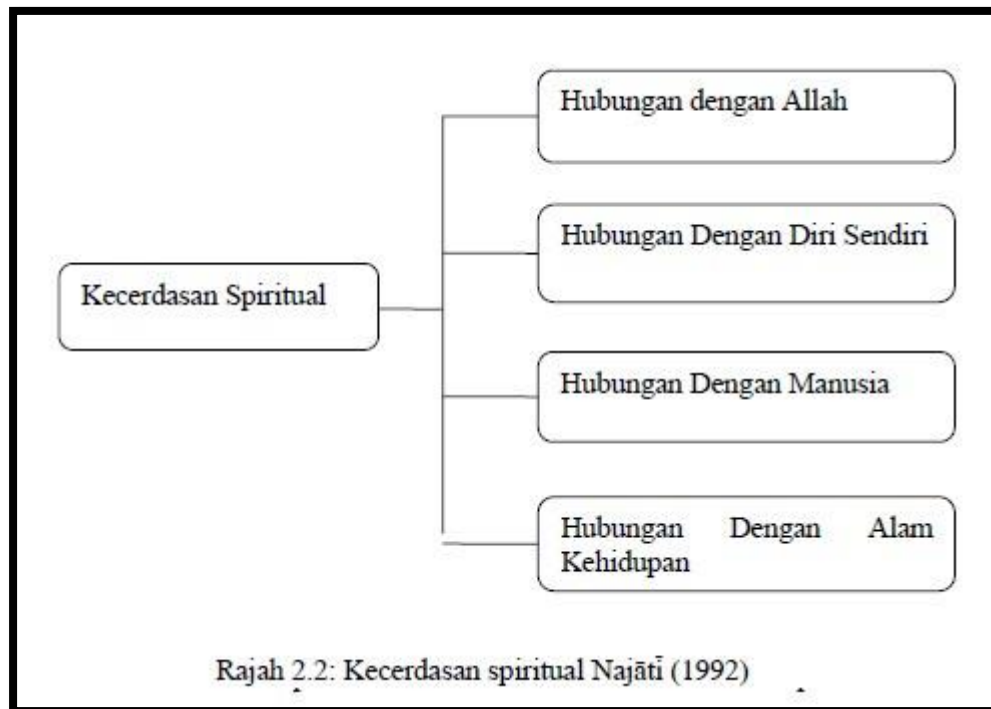 Hubungan dengan Allah
Hubungan Dengan Diri Sendiri
Kecerdasan Spiritual
Hubungan Dengan Manusia
Hubungan Dengan Alam
Kehidupan
Rajah 2.2: Kecerdasan spiritual Najātī (1992)